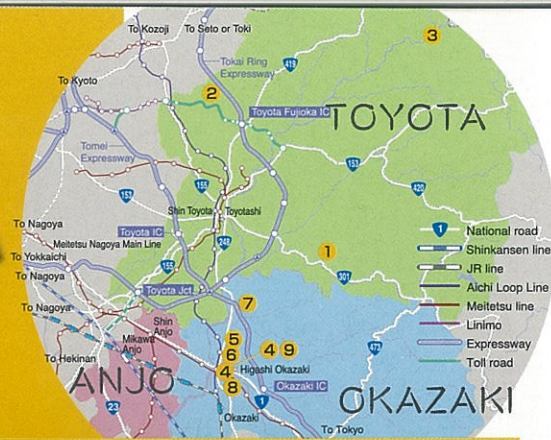 To Kozoji
To Seto or Toki
3
Tokai Ring
Expressway
419
To Kyoto
2
Toyota Fujioka IC
TOYOTA
Tomei
Expressway
153
153
155
420
Shin Toyota
Toyotashi
To Nagoya
Toyota IC
248
Meitetsu Nagoya Main Line
To Yokkaichi
155
1
301
To Nagoya
Toyota Jct.
7
To Nagoya
Shin
Anjo
Mikawa
Anjo
5
6
4 9
473
Higashi Okazaki
4
8
To Hekinan
ANJO
Okazaki IC
OKAZAKI
23
1
Okazaki
To Tokyo
1 National road
Shinkansen line
JR line
Aichi Loop Line
Meitetsu line
Linimo
Expressway
Toll road